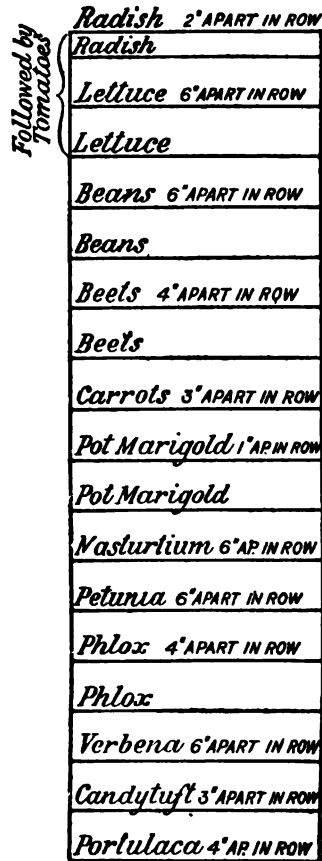 Radish 2" APART IN ROW
Followed by
Tomatoes
Radish
Lettuce 6" APART IN ROW
Lettuce
Beans 6" APART IN ROW
Beans
Beets 4" APART IN ROW
Beets
Carrots 3" APART IN ROW
Pot Marigold 1" AP. IN ROW
Pot Marigold
Nasturtium 6" AP. IN ROW
Petunia 6" APART IN ROW
Phlox 4" APART IN ROW
Phlox
Verbena 6" APART IN ROW
Candytuft 3" APART IN ROW
Portulaca 4" AP. IN ROW